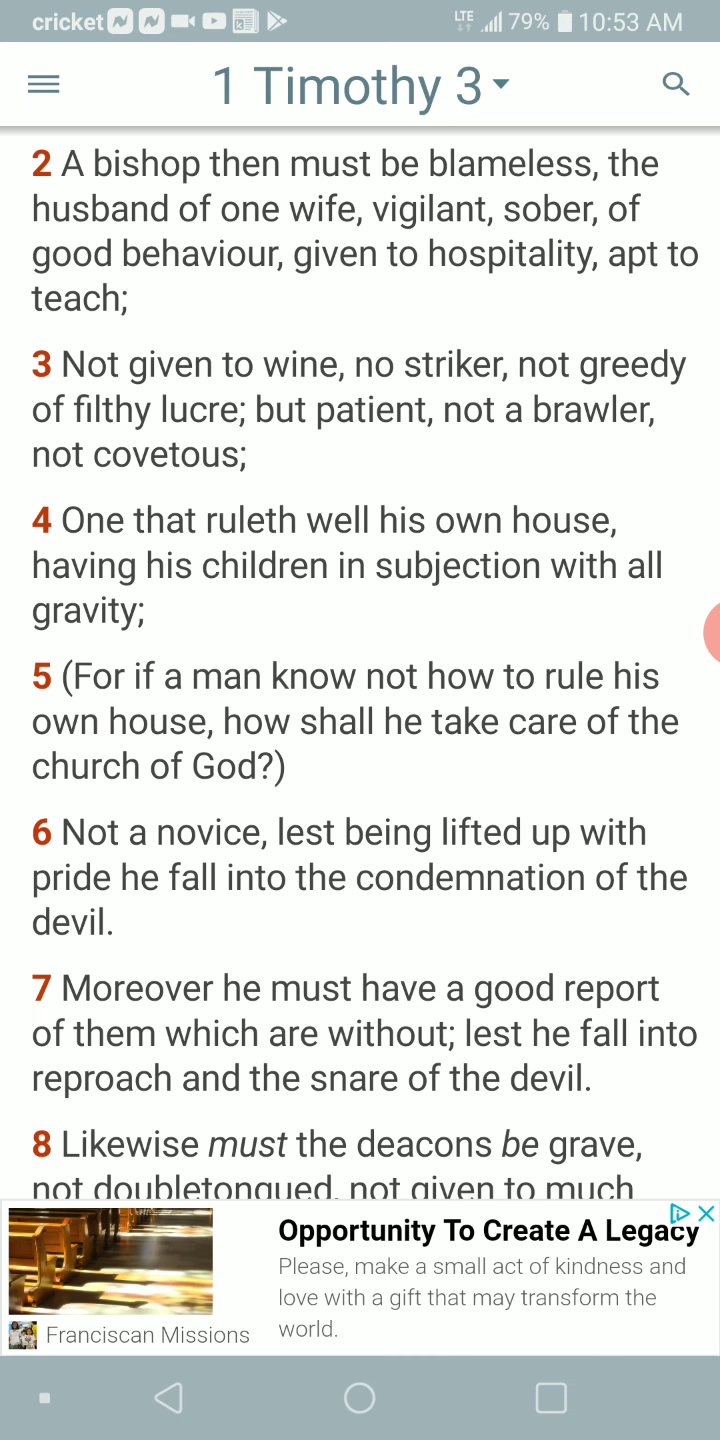 cricket
LTE 79% 10:53 AM
1 Timothy 3
2 A bishop then must be blameless, the
husband of one wife, vigilant, sober, of
good behaviour, given to hospitality, apt to
teach;
3 Not given to wine, no striker, not greedy
of filthy lucre; but patient, not a brawler,
not covetous;
4 One that ruleth well his own house,
having his children in subjection with all
gravity;
5 (For if a man know not how to rule his
own house, how shall he take care of the
church of God?)
6 Not a novice, lest being lifted up with
pride he fall into the condemnation of the
devil.
7 Moreover he must have a good report
of them which are without; lest he fall into
reproach and the snare of the devil.
8 Likewise must the deacons be grave,
not doubletongued, not given to much
Opportunity To Create A Legacy
Please, make a small act of kindness and
love with a gift that may transform the
world.
Franciscan Missions